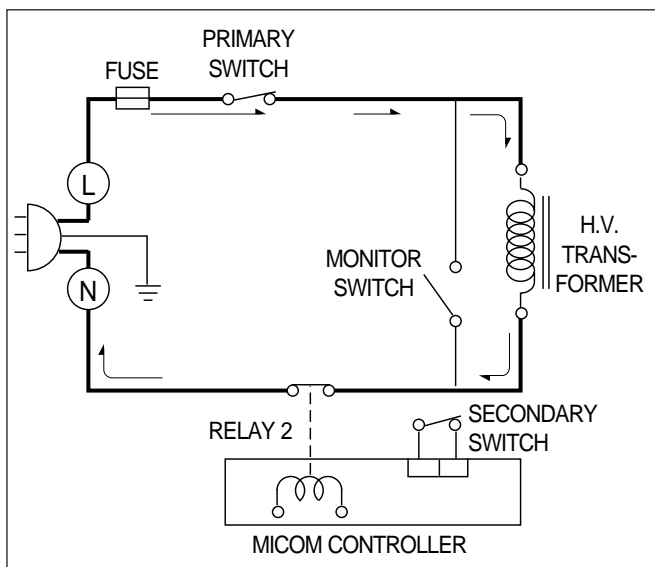 PRIMARY
SWITCH
FUSE
L
N
H.V.
TRANS-
FORMER
MONITOR
SWITCH
RELAY 2
SECONDARY
SWITCH
MICOM CONTROLLER